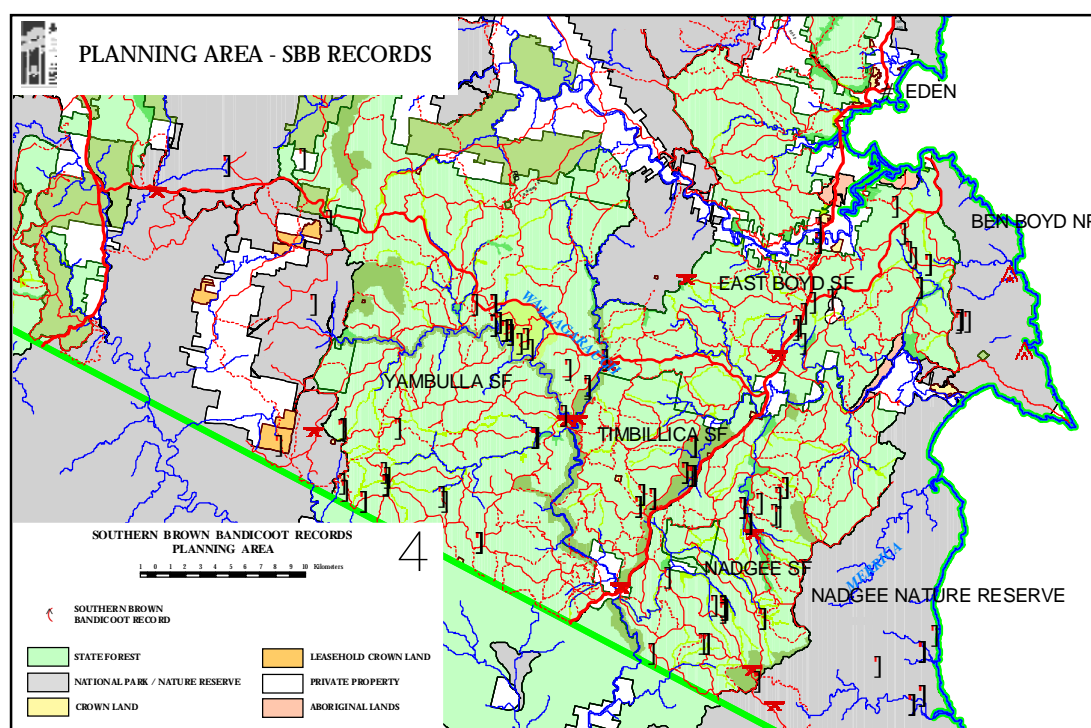 PLANNING AREA - SBB RECORDS
EDEN
BEN BOYD NP
EAST BOYD SF
WALLAGARAUGH
YAMBULLA SF
TIMBILLICA SF
NADGEE SF
MERRICA
NADGEE NATURE RESERVE
SOUTHERN BROWN BANDICOOT RECORDS
PLANNING AREA
4
1 0 1 2 3 4 5 6 7 8 9 10 Kilometers
SOUTHERN BROWN
BANDICOOT RECORD
STATE FOREST
NATIONAL PARK / NATURE RESERVE
CROWN LAND
LEASEHOLD CROWN LAND
PRIVATE PROPERTY
ABORIGINAL LANDS